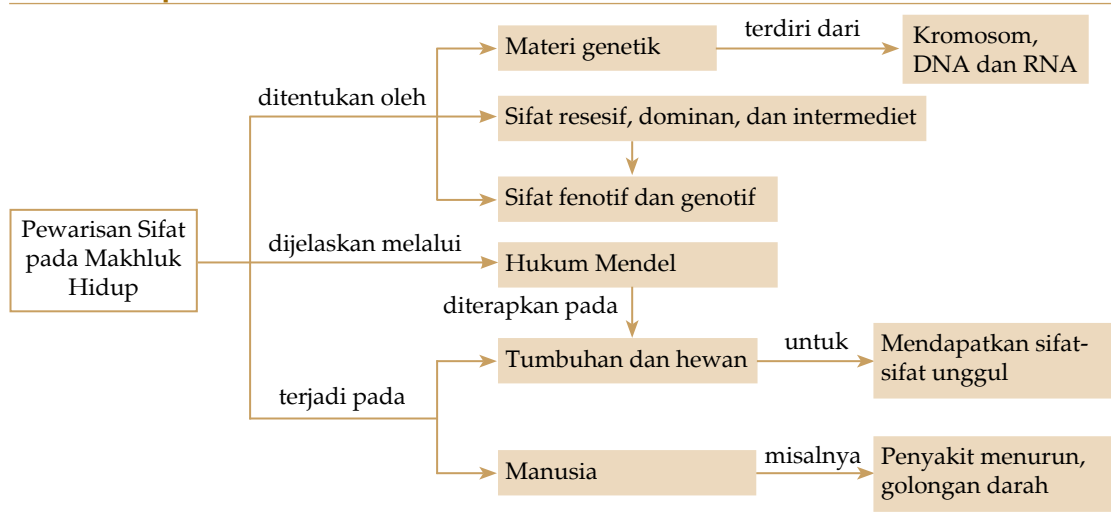 Materi genetik
terdiri dari
Kromosom,
DNA dan RNA
ditentukan oleh
Sifat resesif, dominan, dan intermediet
Sifat fenotif dan genotif
Pewarisan Sifat
pada Makhluk
Hidup
dijelaskan melalui
Hukum Mendel
diterapkan pada
Tumbuhan dan hewan
untuk
Mendapatkan sifat-
sifat unggul
terjadi pada
Manusia
misalnya
Penyakit menurun,
golongan darah